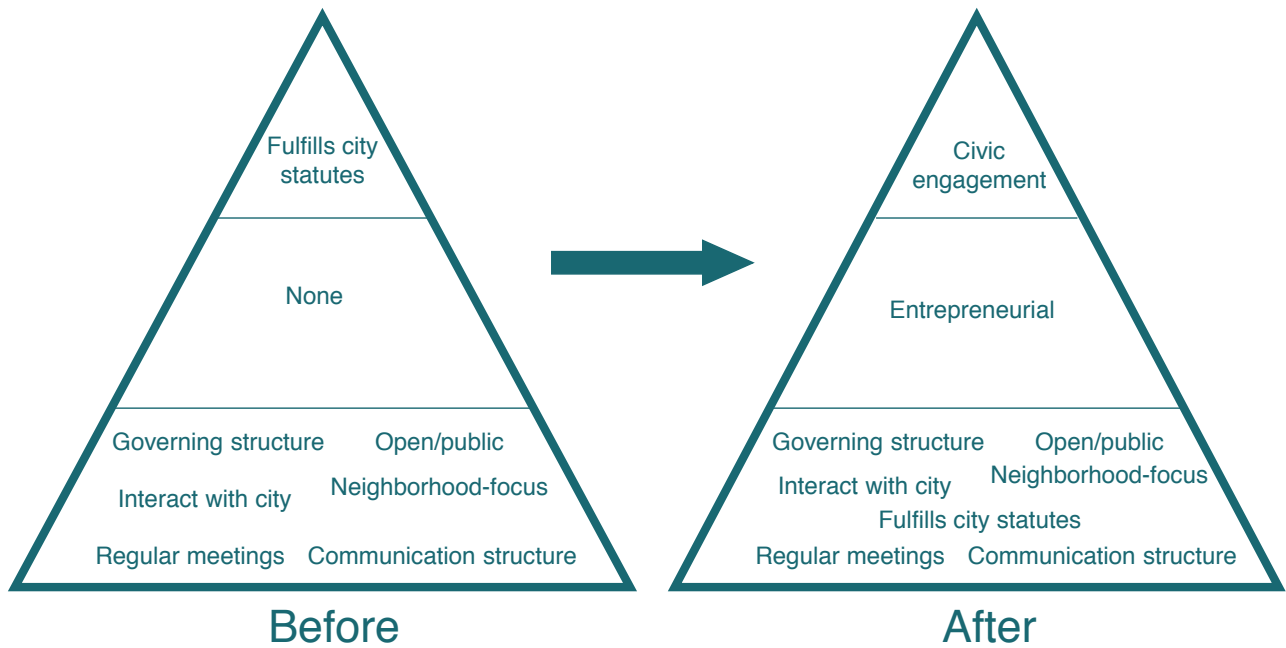 Fulfills city
statutes
None
Governing structure
Open/public
Interact with city
Neighborhood-focus
Regular meetings
Communication structure
Before
Civic
engagement
Entrepreneurial
Governing structure
Open/public
Neighborhood-focus
Interact with city
Fulfills city statutes
Regular meetings
Communication structure
After